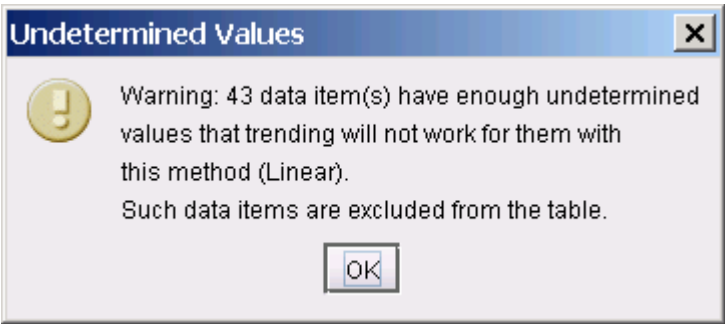 Undetermined Values
Warning: 43 data item(s) have enough undetermined
values that trending will not work for them with
this method (Linear).
Such data items are excluded from the table.
OK